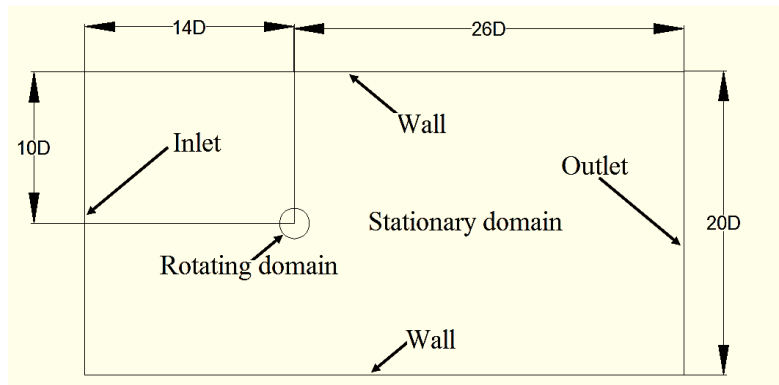 14D
26D
Wall
10D
Inlet
Outlet
Stationary domain
20D
Rotating domain
Wall